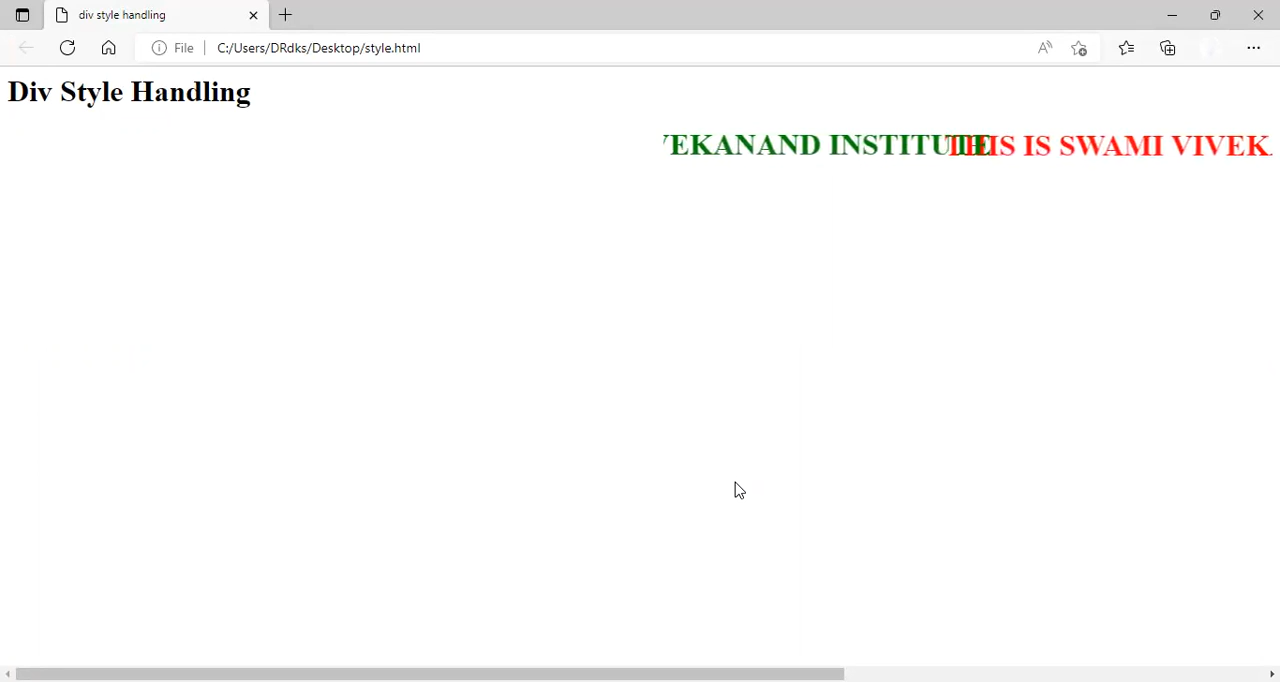 div style handling
File
C:/Users/DRdks/Desktop/style.html
Div Style Handling
EKANAND INSTITUTE THIS IS SWAMI VIVEK